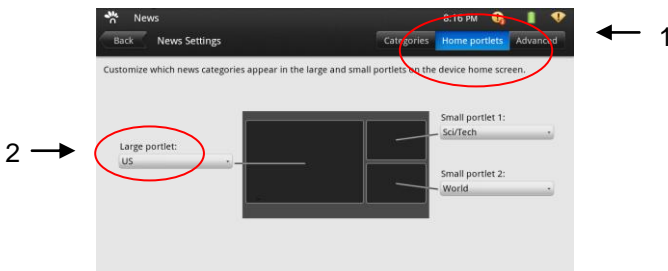 News 8:16 PM
1
Back News Settings Categories Home portlets Advanced
Customize which news categories appear in the large and small portlets on the device home screen.
Small portlet 1:
Sci/Tech
2
Large portlet:
US
Small portlet 2:
World